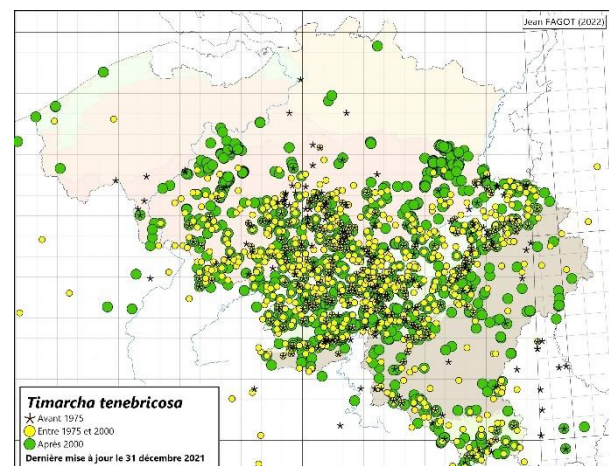 Jean FAGOT (2022)
Timarcha tenebricosa
Avant 1975
Entre 1975 et 2000
Après 2000
Dernière mise à jour le 31 décembre 2021